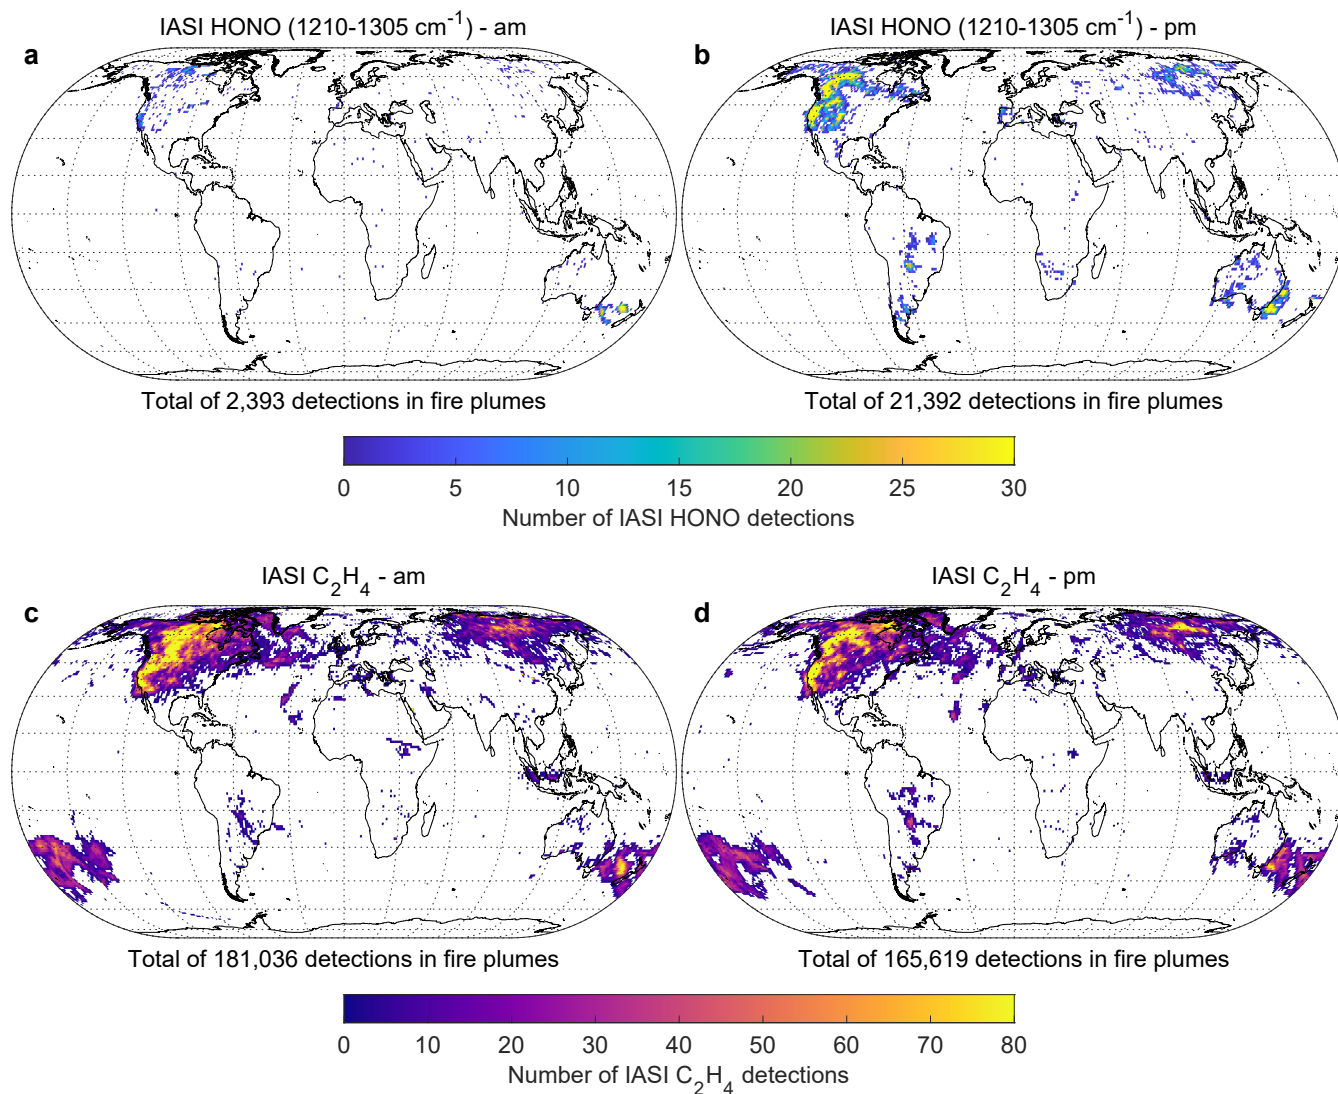 IASI HONO (1210-1305 cm⁻¹) - am
IASI HONO (1210-1305 cm⁻¹) - pm
a
b
Total of 2,393 detections in fire plumes
Total of 21,392 detections in fire plumes
0 5 10 15 20 25 30
Number of IASI HONO detections
IASI C₂H₄ - am
IASI C₂H₄ - pm
c
d
Total of 181,036 detections in fire plumes
Total of 165,619 detections in fire plumes
0 10 20 30 40 50 60 70 80
Number of IASI C₂H₄ detections